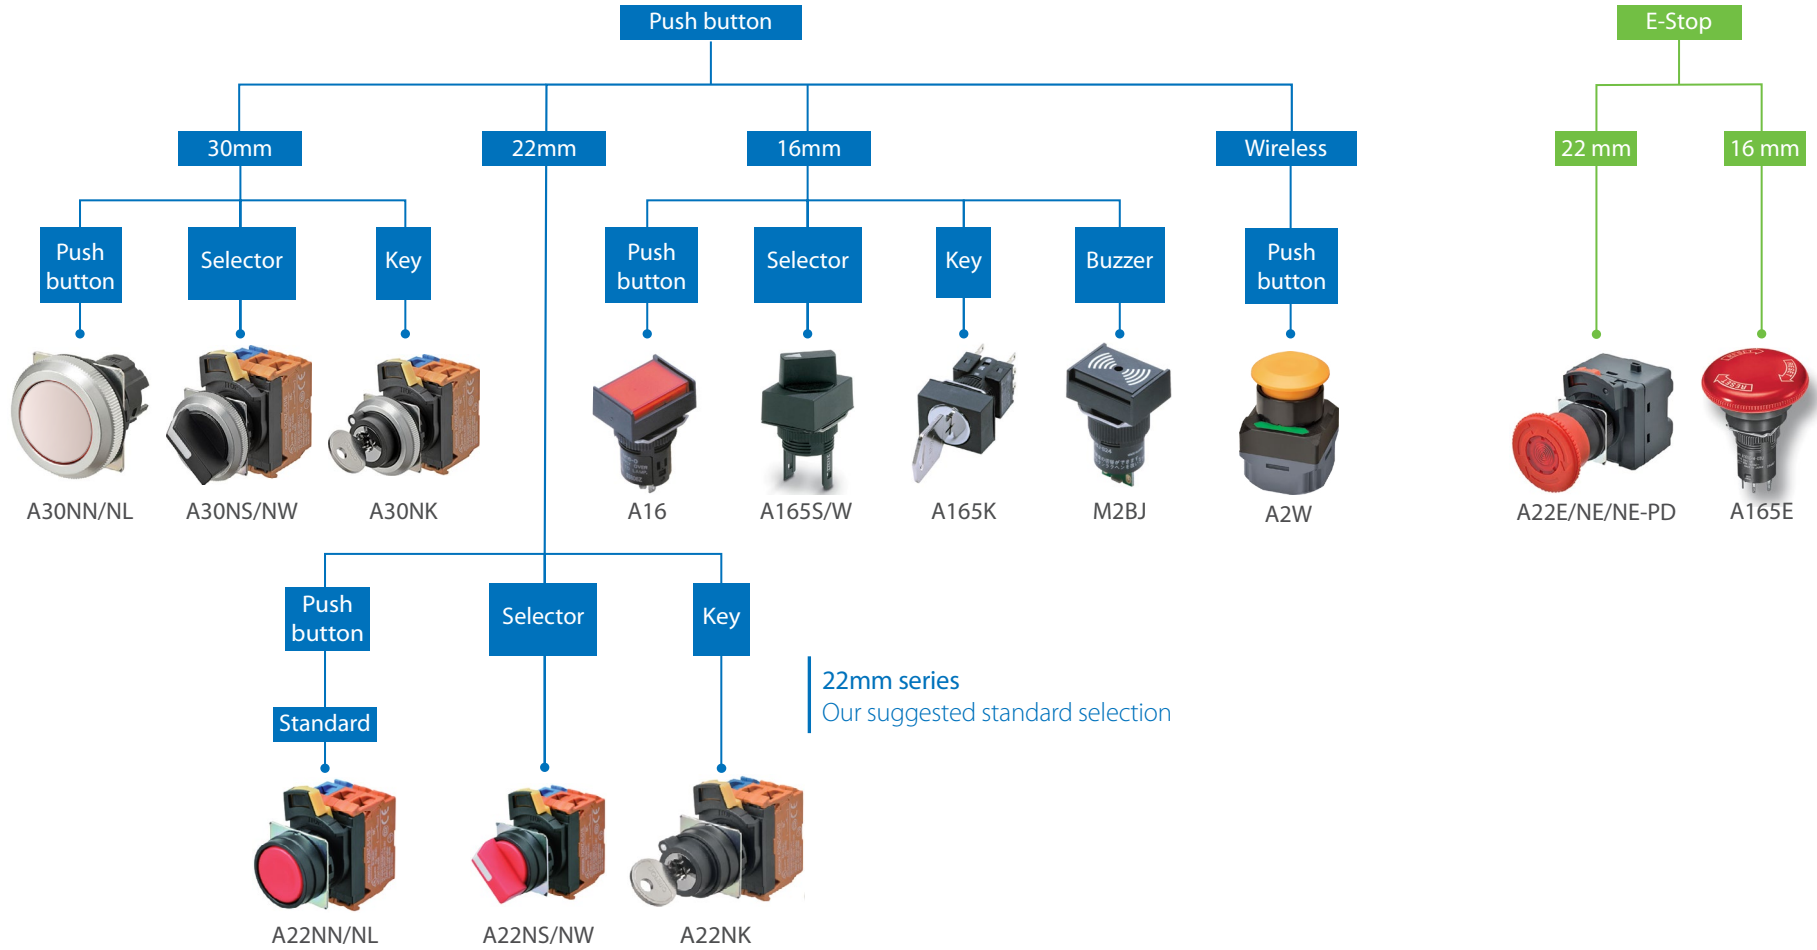 Push button
E-Stop
30mm
22mm
16mm
Wireless
22 mm
16 mm
Push
button
Selector
Key
Push
button
Selector
Key
Buzzer
Push
button
RESET
A30NN/NL
A30NS/NW
A30NK
A16
A165S/W
A165K
M2BJ
A2W
A22E/NE/NE-PD
A165E
Push
button
Selector
Key
22mm series
Our suggested standard selection
Standard
A22NN/NL
A22NS/NW
A22NK